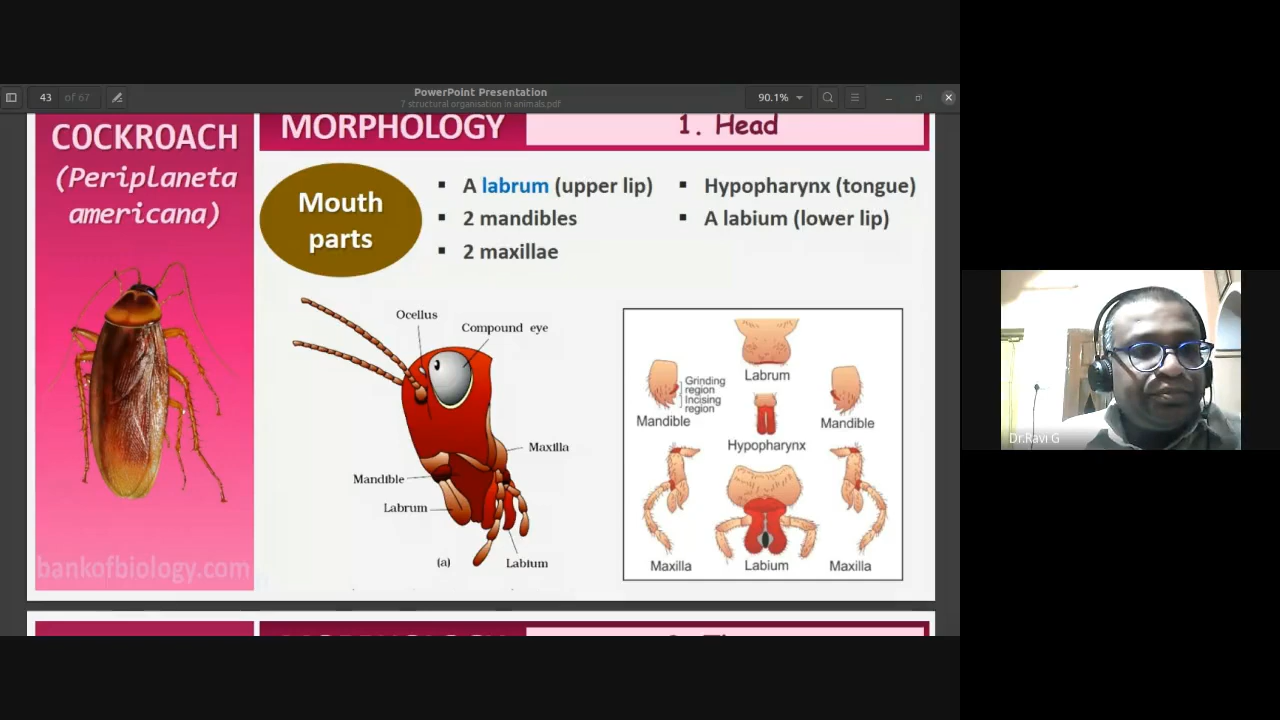 43 of 67
PowerPoint Presentation
7 structural organisation in animals.pdf
90.1%
COCKROACH
(Periplaneta
americana)
MORPHOLOGY
1. Head
Mouth
parts
▪ A labrum (upper lip)
▪ 2 mandibles
▪ 2 maxillae
▪ Hypopharynx (tongue)
▪ A labium (lower lip)
Ocellus
Compound eye
Maxilla
Mandible
Labrum
(a)
Labium
Labrum
Grinding
region
Incising
region
Mandible
Mandible
Hypopharynx
Maxilla
Labium
Maxilla
bankofbiology.com
Dr.Ravi G